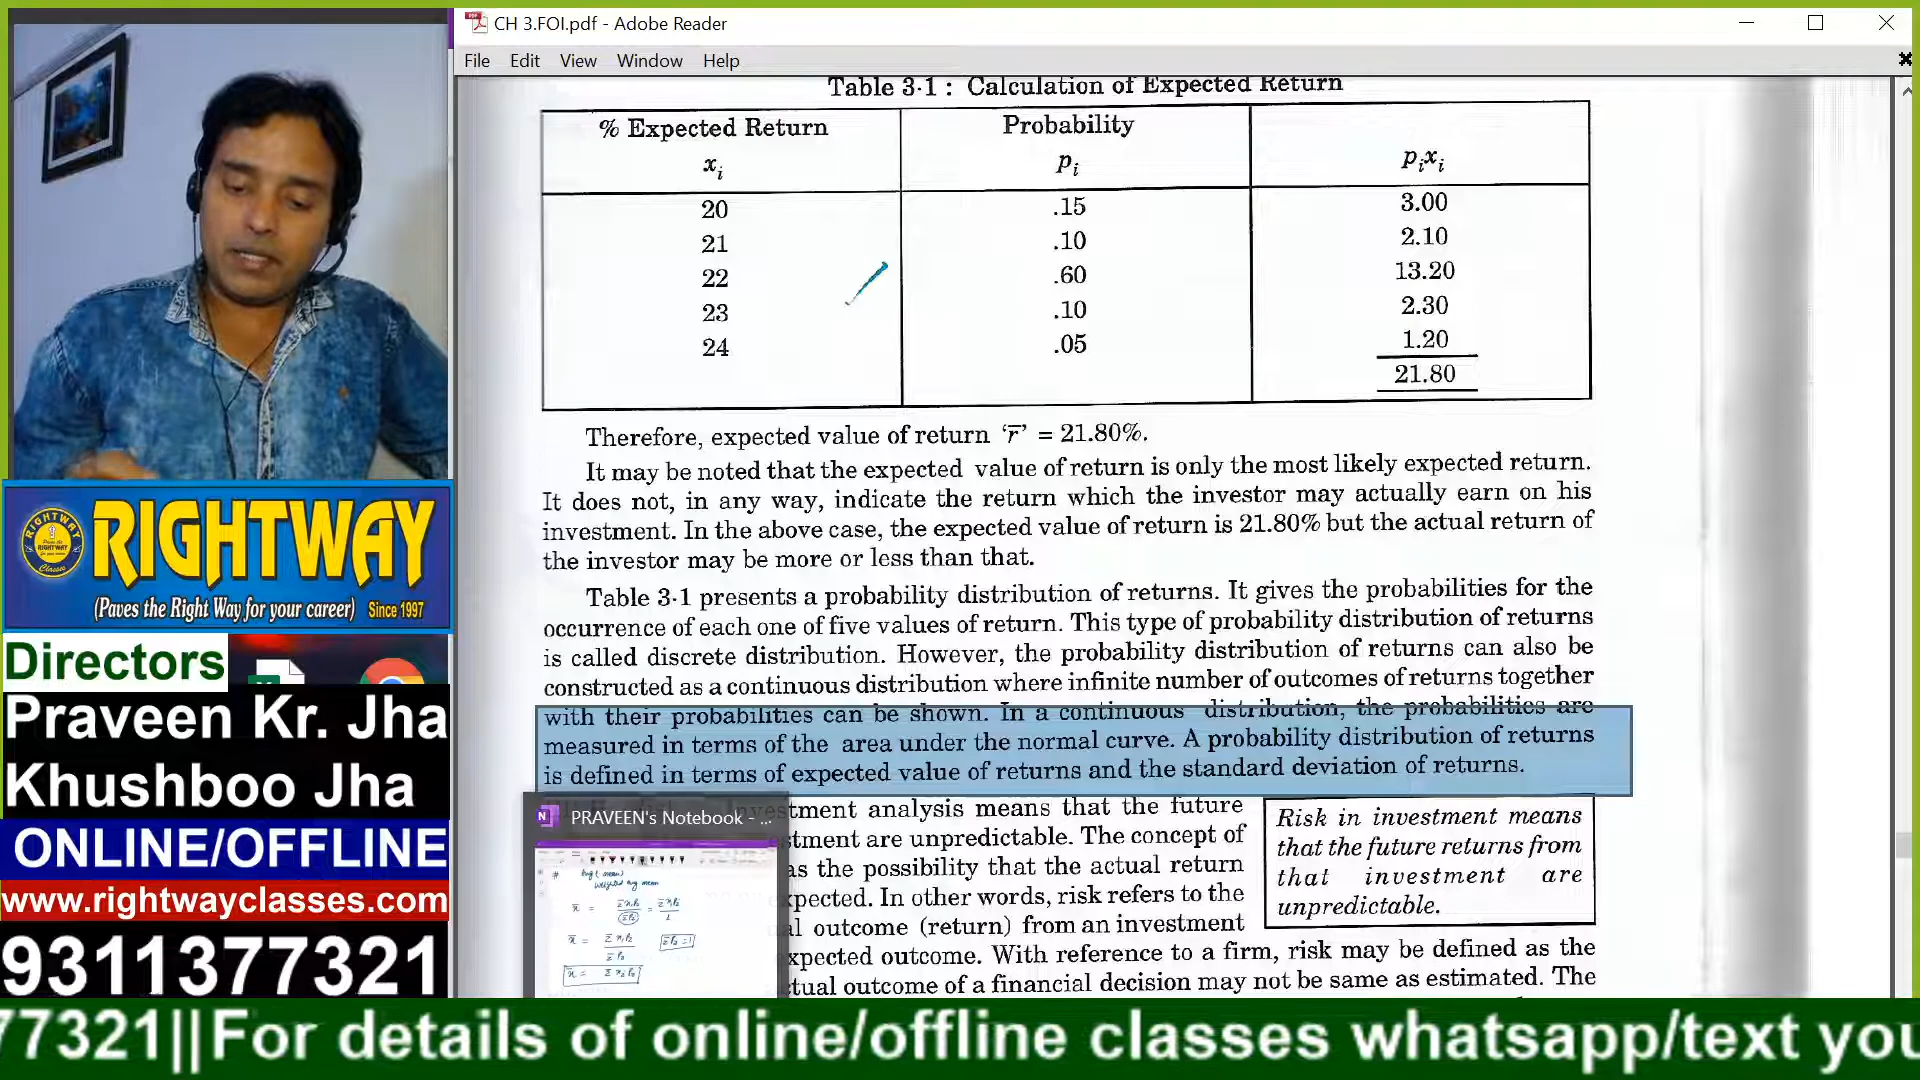 CH 3.FOI.pdf - Adobe Reader
File Edit View Window Help
Table 3·1 : Calculation of Expected Return
% Expected Return Probability
xi pi pixi
20 .15 3.00
21 .10 2.10
22 .60 13.20
23 .10 2.30
24 .05 1.20
21.80
Therefore, expected value of return ‘r̅’ = 21.80%.
It may be noted that the expected value of return is only the most likely expected return.
It does not, in any way, indicate the return which the investor may actually earn on his
investment. In the above case, the expected value of return is 21.80% but the actual return of
the investor may be more or less than that.
Table 3·1 presents a probability distribution of returns. It gives the probabilities for the
occurrence of each one of five values of return. This type of probability distribution of returns
is called discrete distribution. However, the probability distribution of returns can also be
constructed as a continuous distribution where infinite number of outcomes of returns together
with their probabilities can be shown. In a continuous distribution, the probabilities are
measured in terms of the area under the normal curve. A probability distribution of returns
is defined in terms of expected value of returns and the standard deviation of returns.
stment analysis means that the future
stment are unpredictable. The concept of
as the possibility that the actual return
xpected. In other words, risk refers to the
al outcome (return) from an investment
xpected outcome. With reference to a firm, risk may be defined as the
ctual outcome of a financial decision may not be same as estimated. The
Risk in investment means
that the future returns from
that investment are
unpredictable.
PRAVEEN's Notebook - ...
RIGHTWAY
Classes
RIGHTWAY
(Paves the Right Way for your career) Since 1997
Directors
Praveen Kr. Jha
Khushboo Jha
ONLINE/OFFLINE
www.rightwayclasses.com
9311377321
77321||For details of online/offline classes whatsapp/text you